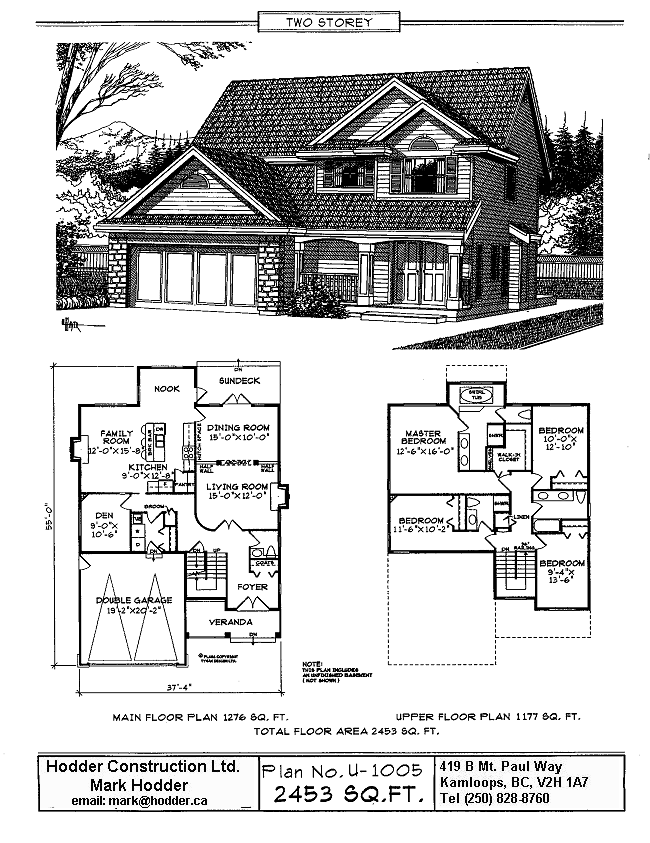 TWO STOREY
NOOK
DN
SUNDECK
FAMILY ROOM
12'-0"X15'-8"
DINING ROOM
15'-0"X10'-0"
KITCHEN
9'-0"X12'-8"
PANTRY
HALF WALL
HALF WALL
LIVING ROOM
15'-0"X12'-0"
DEN
9'-0"X
10'-6"
BROOM
DN
DN
UP
COATS
FOYER
DOUBLE GARAGE
19'-2"X20'-2"
VERANDA
DN
55'-0"
37'-4"
SWIRL TUB
MASTER BEDROOM
12'-6"X16'-0"
SHWR
WALK-IN CLOSET
BEDROOM
10'-0"X
12'-10"
BEDROOM
11'-6"X10'-2"
LINEN
DN
RAILING
BEDROOM
9'-4"X
13'-6"
NOTE:
THIS PLAN INCLUDES
AN UNFINISHED BASEMENT
(NOT SHOWN)
MAIN FLOOR PLAN 1276 SQ. FT.
UPPER FLOOR PLAN 1177 SQ. FT.
TOTAL FLOOR AREA 2453 SQ. FT.
Hodder Construction Ltd.
Mark Hodder
email: mark@hodder.ca
Plan No. U-1005
2453 SQ.FT.
419 B Mt. Paul Way
Kamloops, BC, V2H 1A7
Tel (250) 828-8760